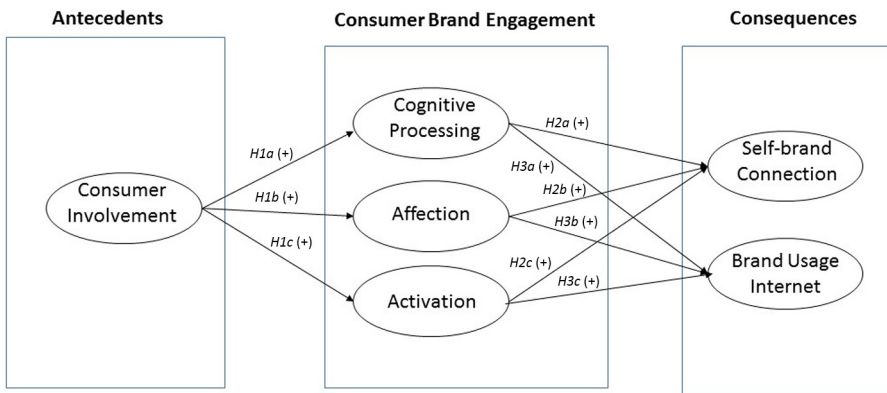 Antecedents
Consumer Brand Engagement
Consequences
Cognitive
Processing
H2a (+)
H1a (+)
H3a (+)
Self-brand
Connection
Consumer
Involvement
H1b (+)
H2b (+)
Affection
H3b (+)
H1c (+)
H2c (+)
Brand Usage
Internet
Activation
H3c (+)